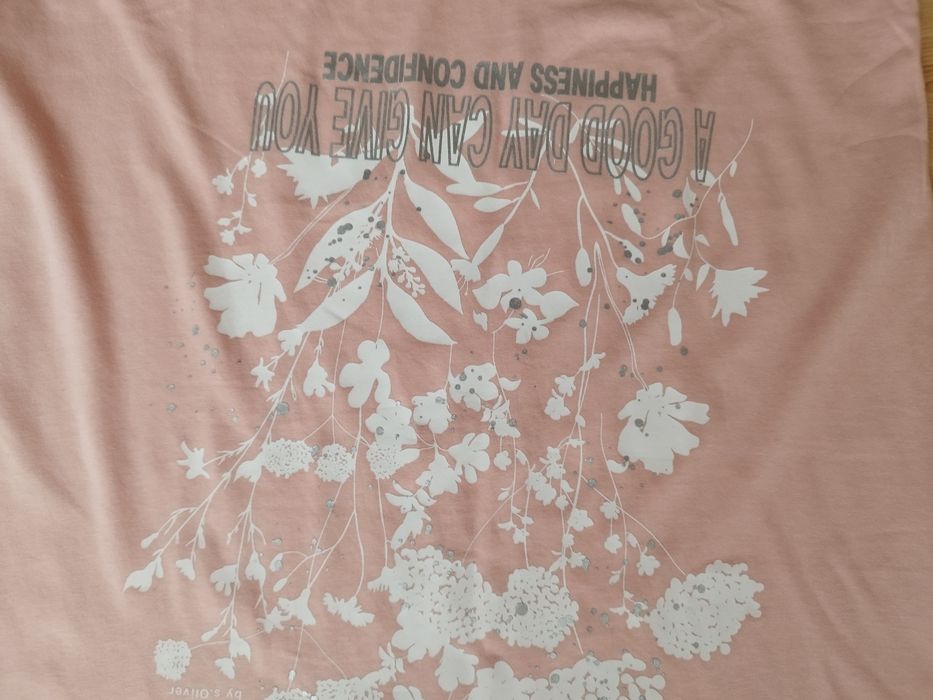 A GOOD DAY CAN GIVE YOU
HAPPINESS AND CONFIDENCE
by s.Oliver